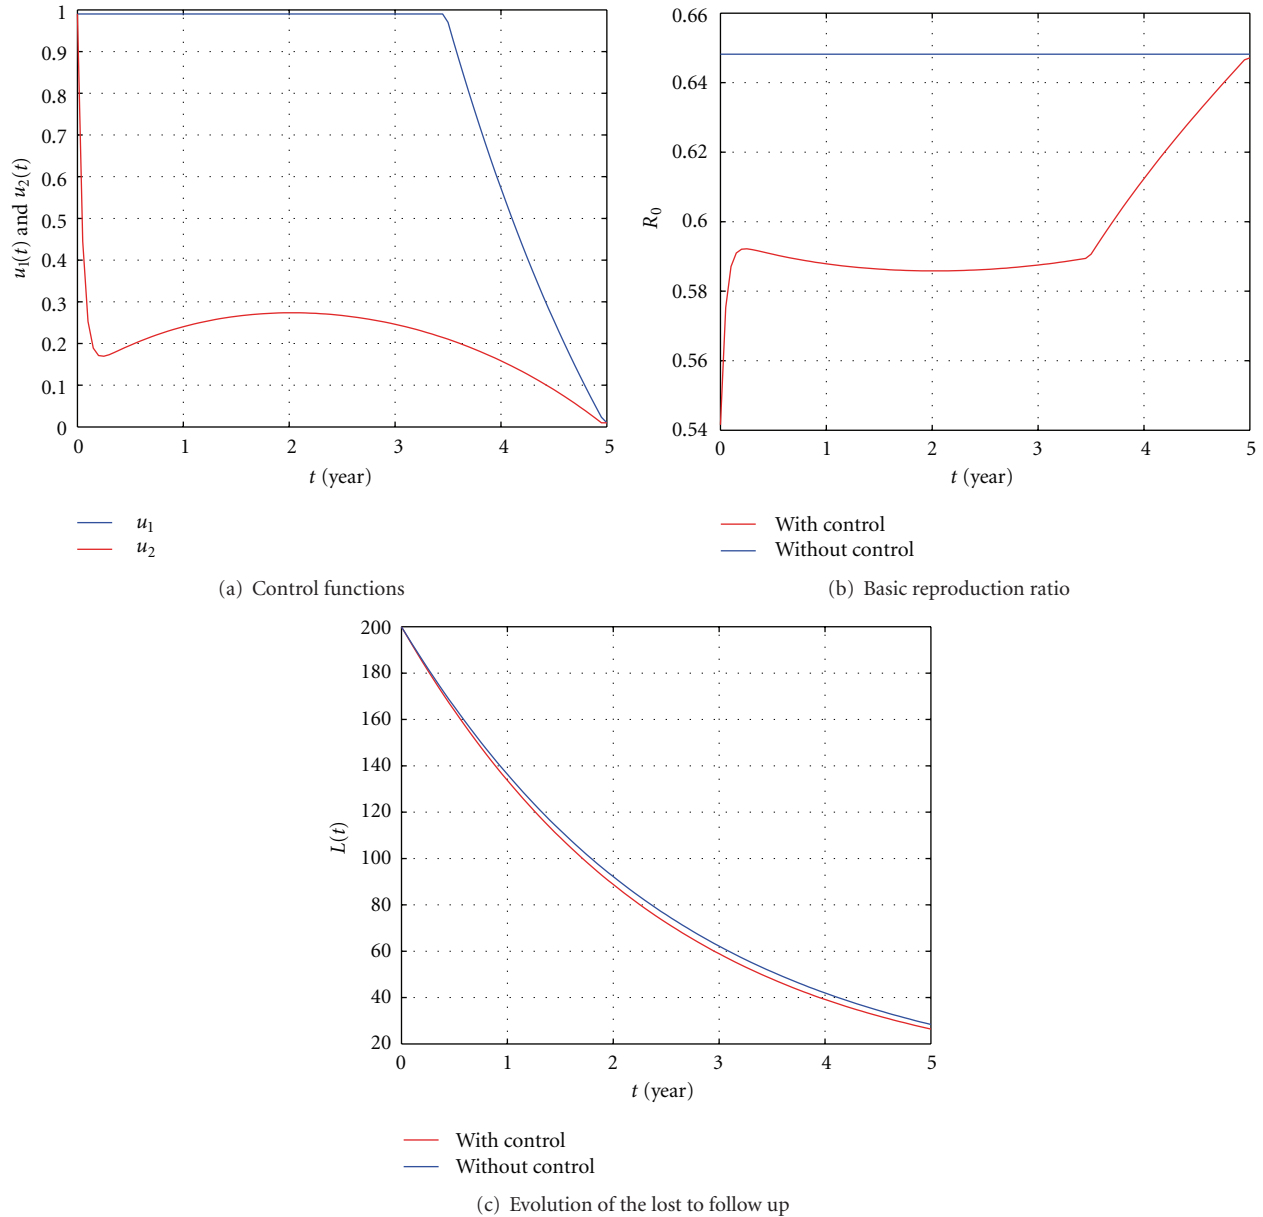 1
0.9
0.8
0.7
0.6
0.5
0.4
0.3
0.2
0.1
0
u₁(t) and u₂(t)
0 1 2 3 4 5
t (year)
u₁
u₂
(a) Control functions
0.66
0.64
0.62
0.6
0.58
0.56
0.54
R₀
0 1 2 3 4 5
t (year)
With control
Without control
(b) Basic reproduction ratio
200
180
160
140
120
100
80
60
40
20
L(t)
0 1 2 3 4 5
t (year)
With control
Without control
(c) Evolution of the lost to follow up